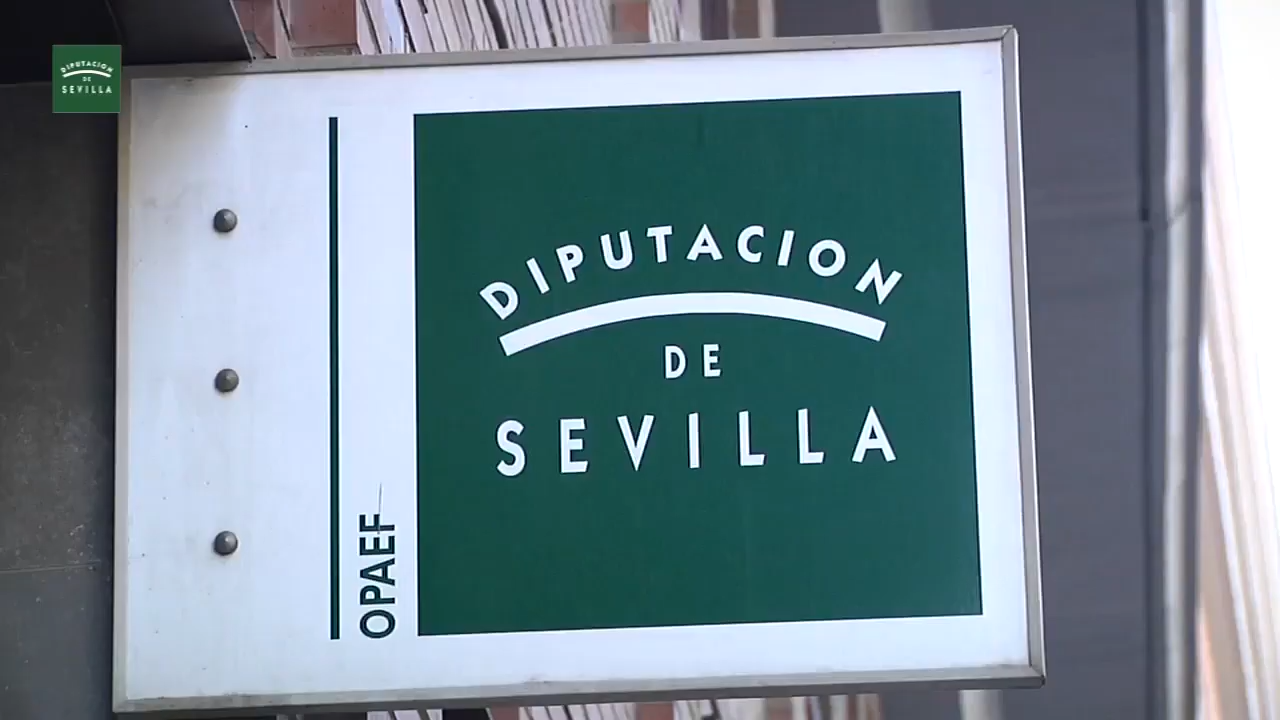 DIPUTACION
DE
SEVILLA
OPAEF
DIPUTACION
DE
SEVILLA